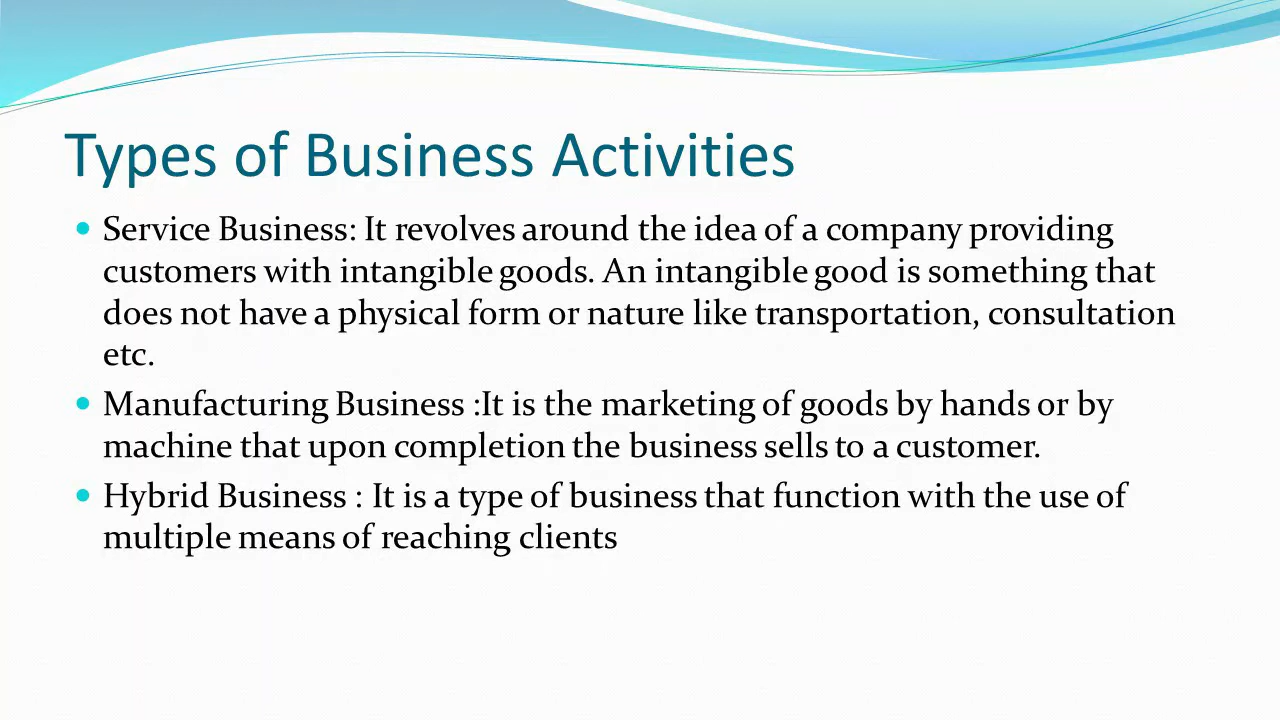 Types of Business Activities
Service Business: It revolves around the idea of a company providing
customers with intangible goods. An intangible good is something that
does not have a physical form or nature like transportation, consultation
etc.
Manufacturing Business :It is the marketing of goods by hands or by
machine that upon completion the business sells to a customer.
Hybrid Business : It is a type of business that function with the use of
multiple means of reaching clients